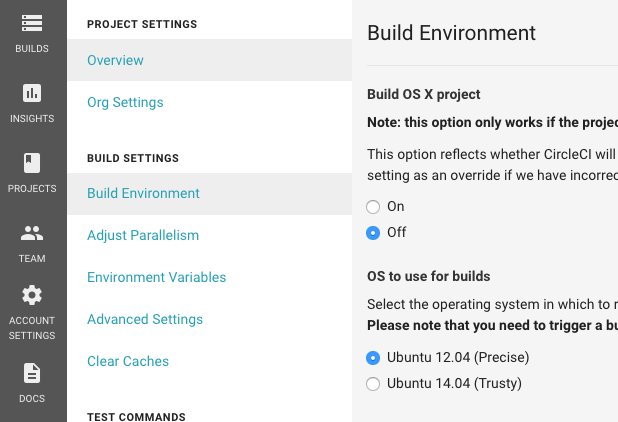 BUILDS
INSIGHTS
PROJECTS
TEAM
ACCOUNT
SETTINGS
DOCS
PROJECT SETTINGS
Overview
Org Settings
BUILD SETTINGS
Build Environment
Adjust Parallelism
Environment Variables
Advanced Settings
Clear Caches
TEST COMMANDS
Build Environment
Build OS X project
Note: this option only works if the projec
This option reflects whether CircleCI will
setting as an override if we have incorrec
On
Off
OS to use for builds
Select the operating system in which to r
Please note that you need to trigger a bu
Ubuntu 12.04 (Precise)
Ubuntu 14.04 (Trusty)